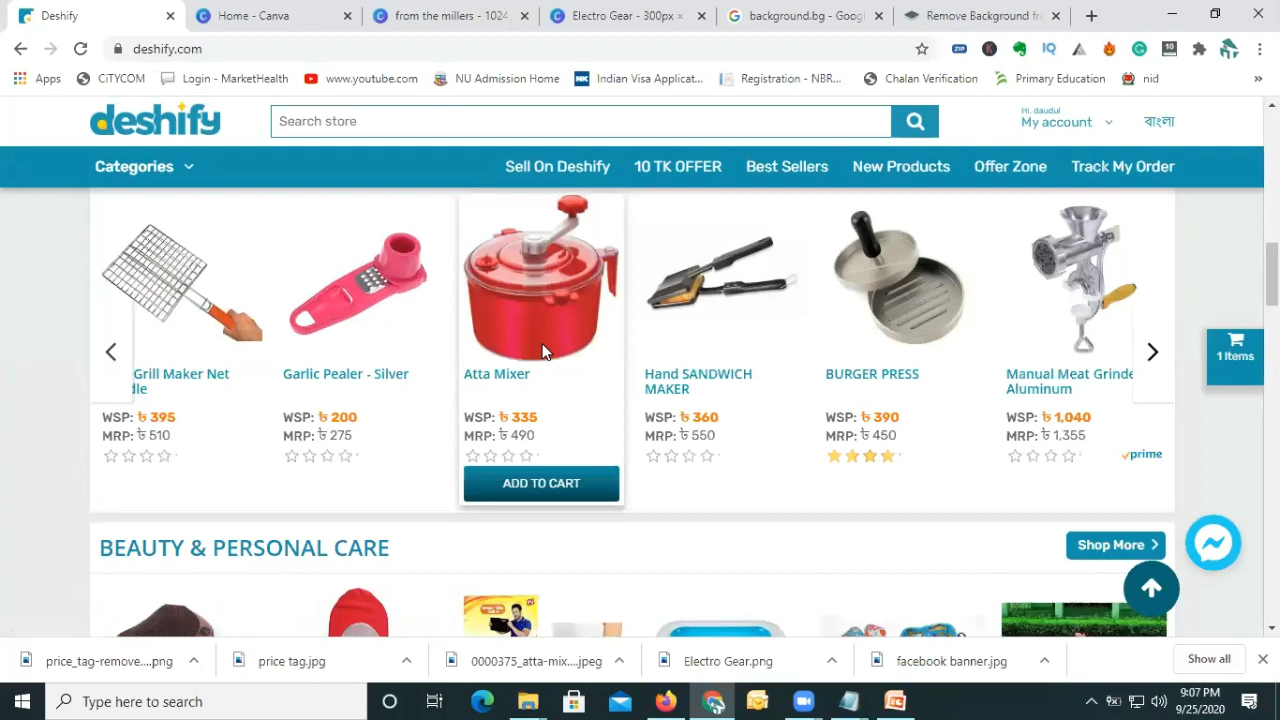 Deshify
Home - Canva
from the millers - 1024
Electro Gear - 300px ×
background.bg - Googl
Remove Background fro
deshify.com
ZIP
IQ
10
Apps
CiTYCOM
Login - MarketHealth
www.youtube.com
NU Admission Home
NK
Indian Visa Applicat...
Registration - NBR...
Chalan Verification
Primary Education
nid
deshify
Search store
Hi, daudul
My account
বাংলা
Categories
Sell On Deshify
10 TK OFFER
Best Sellers
New Products
Offer Zone
Track My Order
Grill Maker Net
dle
WSP: ৳ 395
MRP: ৳ 510
Garlic Pealer - Silver
WSP: ৳ 200
MRP: ৳ 275
Atta Mixer
WSP: ৳ 335
MRP: ৳ 490
ADD TO CART
Hand SANDWICH
MAKER
WSP: ৳ 360
MRP: ৳ 550
BURGER PRESS
WSP: ৳ 390
MRP: ৳ 450
Manual Meat Grinde
Aluminum
WSP: ৳ 1,040
MRP: ৳ 1,355
prime
1 Items
BEAUTY & PERSONAL CARE
Shop More
price_tag-remove....png
price tag.jpg
0000375_atta-mix....jpeg
Electro Gear.png
facebook banner.jpg
Show all
Type here to search
9:07 PM
9/25/2020